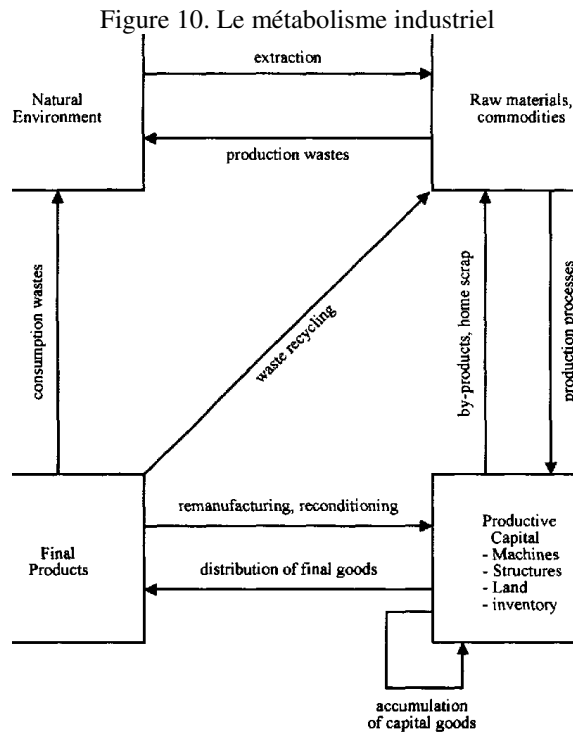 Figure 10. Le métabolisme industriel
extraction
Natural
Environment
Raw materials,
commodities
production wastes
consumption wastes
waste recycling
by-products, home scrap
production processes
remanufacturing, reconditioning
Final
Products
distribution of final goods
Productive
Capital
- Machines
- Structures
- Land
- inventory
accumulation
of capital goods